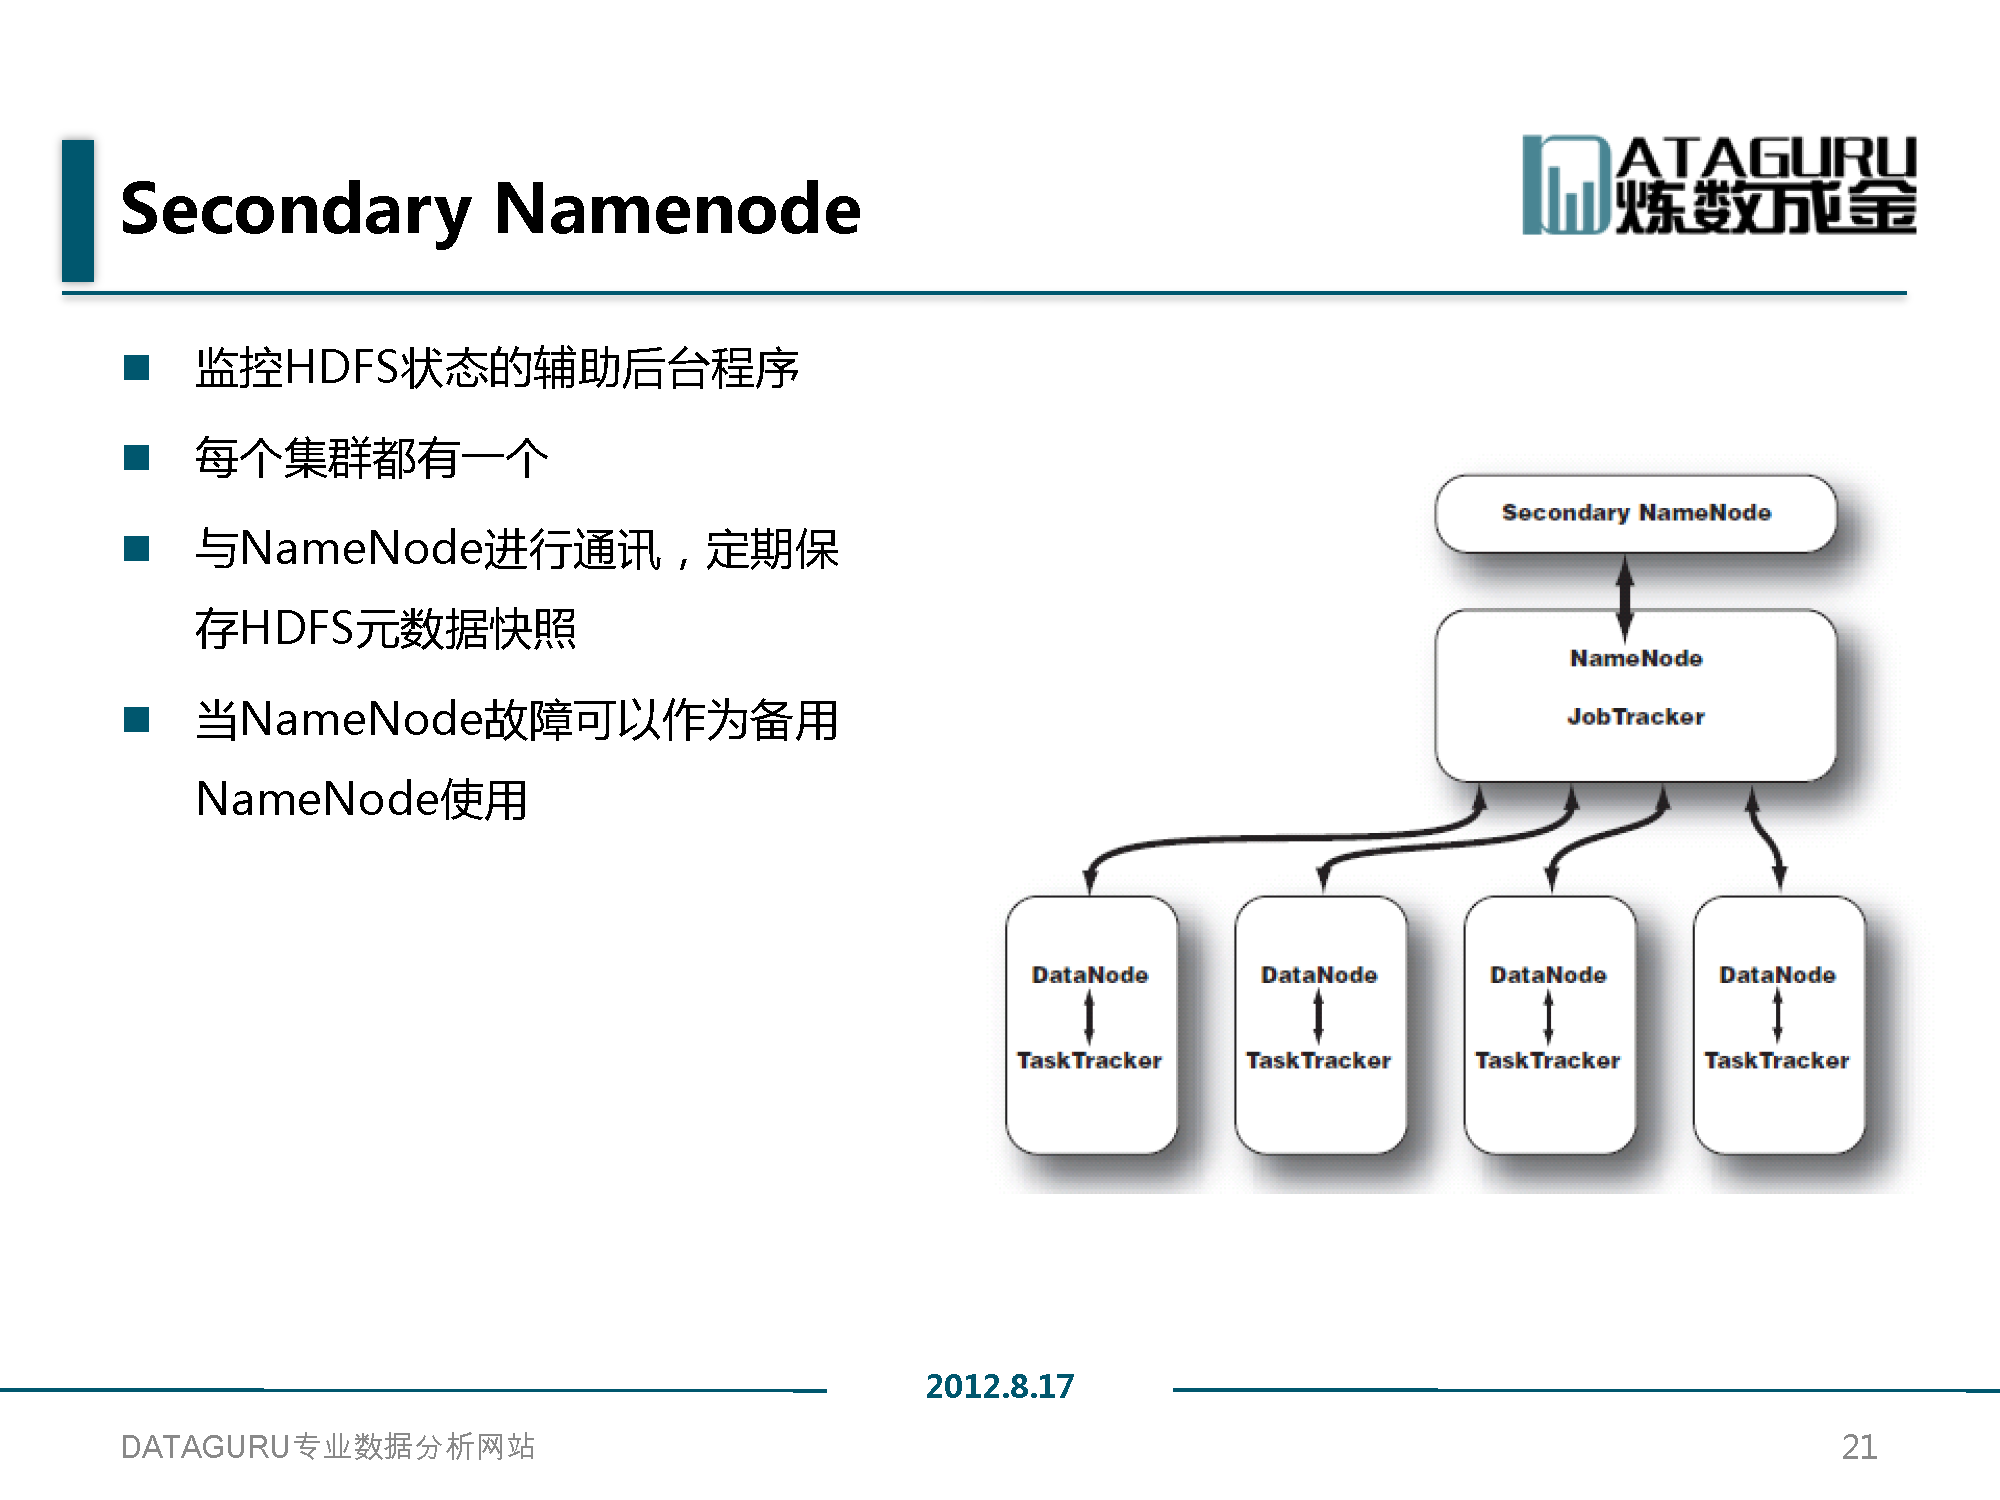 Secondary Namenode
DATAGURU
炼数成金
监控HDFS状态的辅助后台程序
每个集群都有一个
与NameNode进行通讯，定期保
存HDFS元数据快照
当NameNode故障可以作为备用
NameNode使用
Secondary NameNode
NameNode
JobTracker
DataNode DataNode DataNode DataNode
TaskTracker TaskTracker TaskTracker TaskTracker
2012.8.17
DATAGURU专业数据分析网站
21